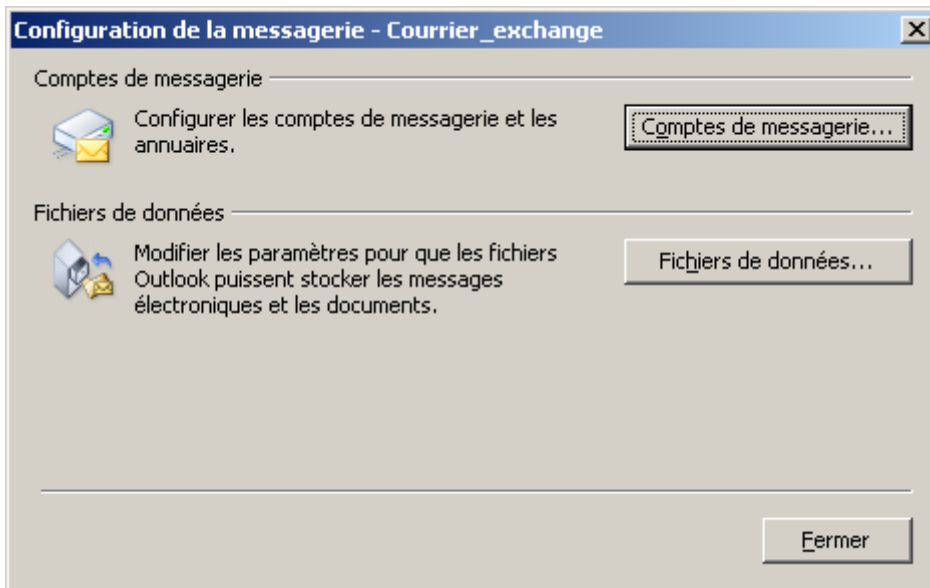 Configuration de la messagerie - Courrier_exchange
Comptes de messagerie
Configurer les comptes de messagerie et les
annuaires.
Comptes de messagerie...
Fichiers de données
Modifier les paramètres pour que les fichiers
Outlook puissent stocker les messages
électroniques et les documents.
Fichiers de données...
Fermer